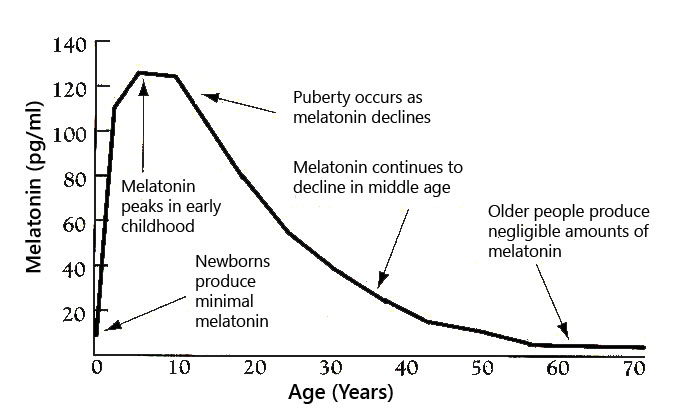 140
120
100
80
60
40
20
Melatonin (pg/ml)
Puberty occurs as
melatonin declines
Melatonin
peaks in early
childhood
Melatonin continues to
decline in middle age
Older people produce
negligible amounts of
melatonin
Newborns
produce
minimal
melatonin
0 10 20 30 40 50 60 70
Age (Years)